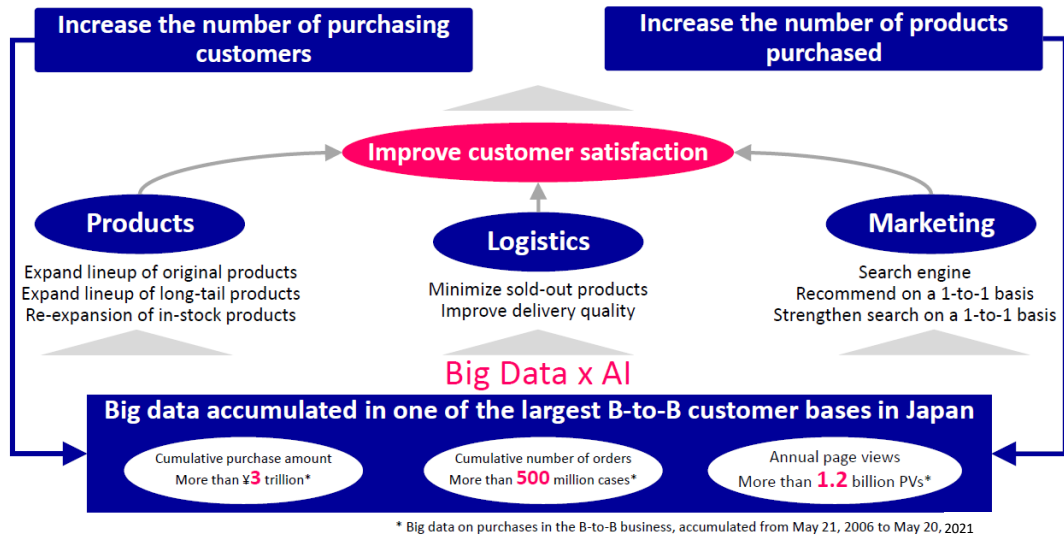 Increase the number of purchasing
customers
Increase the number of products
purchased
Improve customer satisfaction
Products
Expand lineup of original products
Expand lineup of long-tail products
Re-expansion of in-stock products
Logistics
Minimize sold-out products
Improve delivery quality
Marketing
Search engine
Recommend on a 1-to-1 basis
Strengthen search on a 1-to-1 basis
Big Data x AI
Big data accumulated in one of the largest B-to-B customer bases in Japan
Cumulative purchase amount
More than ¥3 trillion*
Cumulative number of orders
More than 500 million cases*
Annual page views
More than 1.2 billion PVs*
* Big data on purchases in the B-to-B business, accumulated from May 21, 2006 to May 20, 2021